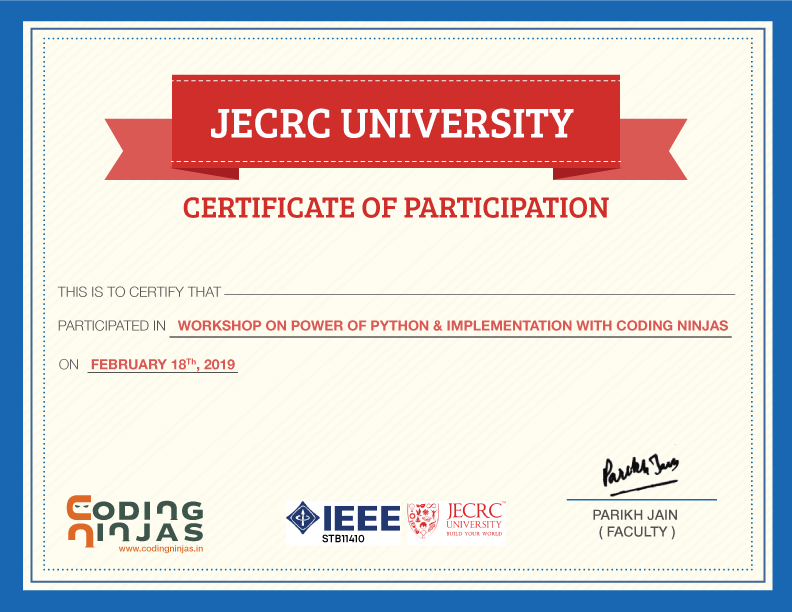 JECRC UNIVERSITY
CERTIFICATE OF PARTICIPATION
THIS IS TO CERTIFY THAT
PARTICIPATED IN WORKSHOP ON POWER OF PYTHON & IMPLEMENTATION WITH CODING NINJAS
ON FEBRUARY 18Th, 2019
Parikh Jain
CODING
NINJAS
www.codingninjas.in
IEEE
STB11410
JECRC
UNIVERSITY
BUILD YOUR WORLD
PARIKH JAIN
( FACULTY )